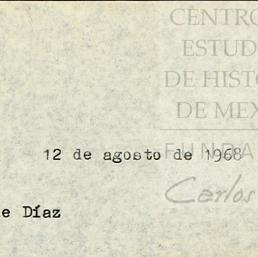 CENTRO
ESTUD
DE HISTO
DE MEX
FUNDA
Carlos
12 de agosto de 1968
e Díaz